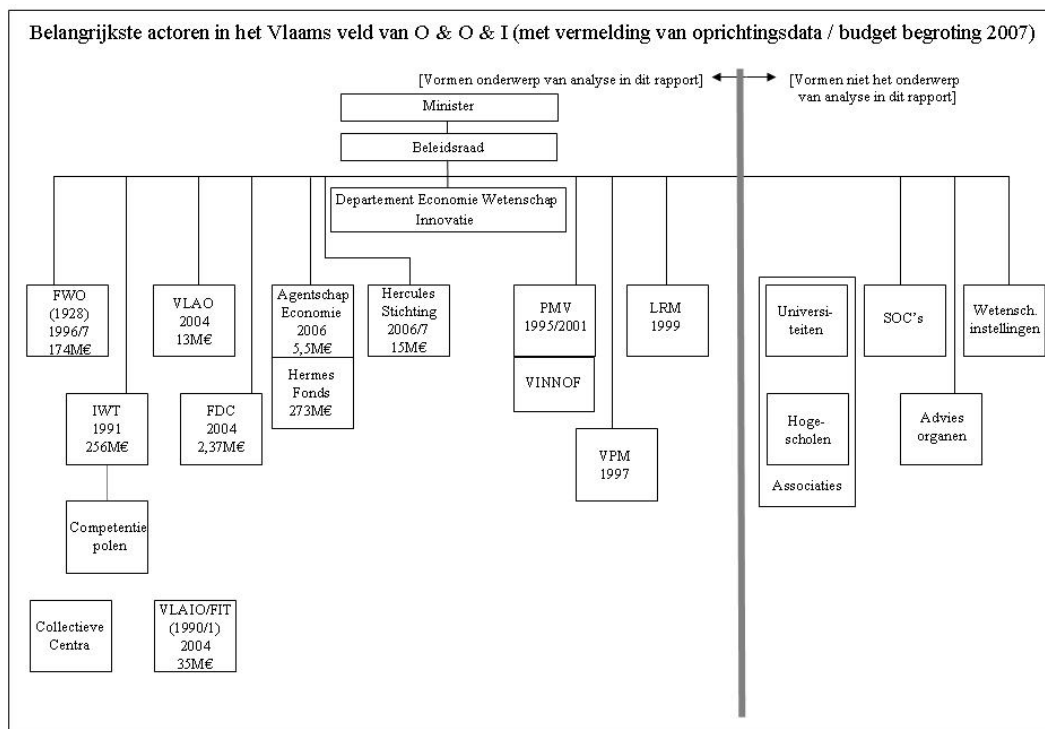 Belangrijkste actoren in het Vlaams veld van O & O & I (met vermelding van oprichtingsdata / budget begroting 2007)
[Vormen onderwerp van analyse in dit rapport]
[Vormen niet het onderwerp
van analyse in dit rapport]
Minister
Beleidsraad
Departement Economie Wetenschap
Innovatie
FWO
(1928)
1996/7
174M€
VLAO
2004
13M€
Agentschap
Economie
2006
5,5M€
Hermes
Fonds
273M€
Hercules
Stichting
2006/7
15M€
PMV
1995/2001
VINNOF
LRM
1999
Universi-
teiten
SOC's
Wetensch.
instellingen
IWT
1991
256M€
FDC
2004
2,37M€
VPM
1997
Hoge-
scholen
Associaties
Advies
organen
Competentie
polen
Collectieve
Centra
VLAIO/FIT
(1990/1)
2004
35M€